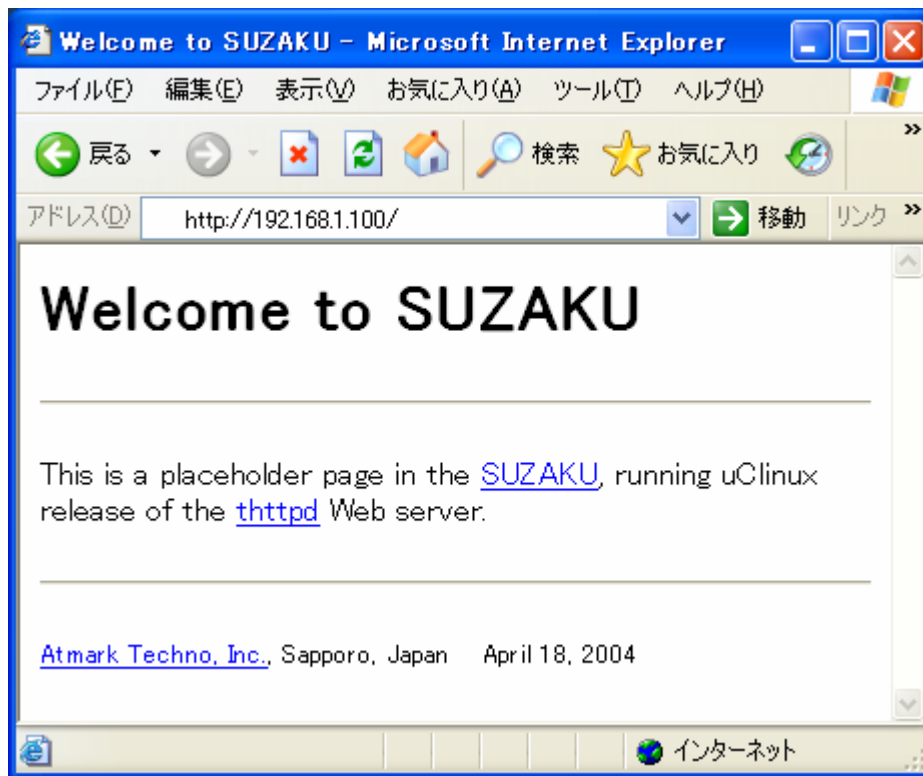 Welcome to SUZAKU - Microsoft Internet Explorer
ファイル(F) 編集(E) 表示(V) お気に入り(A) ツール(T) ヘルプ(H)
戻る 検索 お気に入り »
アドレス(D) http://192.168.1.100/ 移動 リンク »
Welcome to SUZAKU
This is a placeholder page in the SUZAKU, running uClinux
release of the thttpd Web server.
Atmark Techno, Inc., Sapporo, Japan April 18, 2004
インターネット